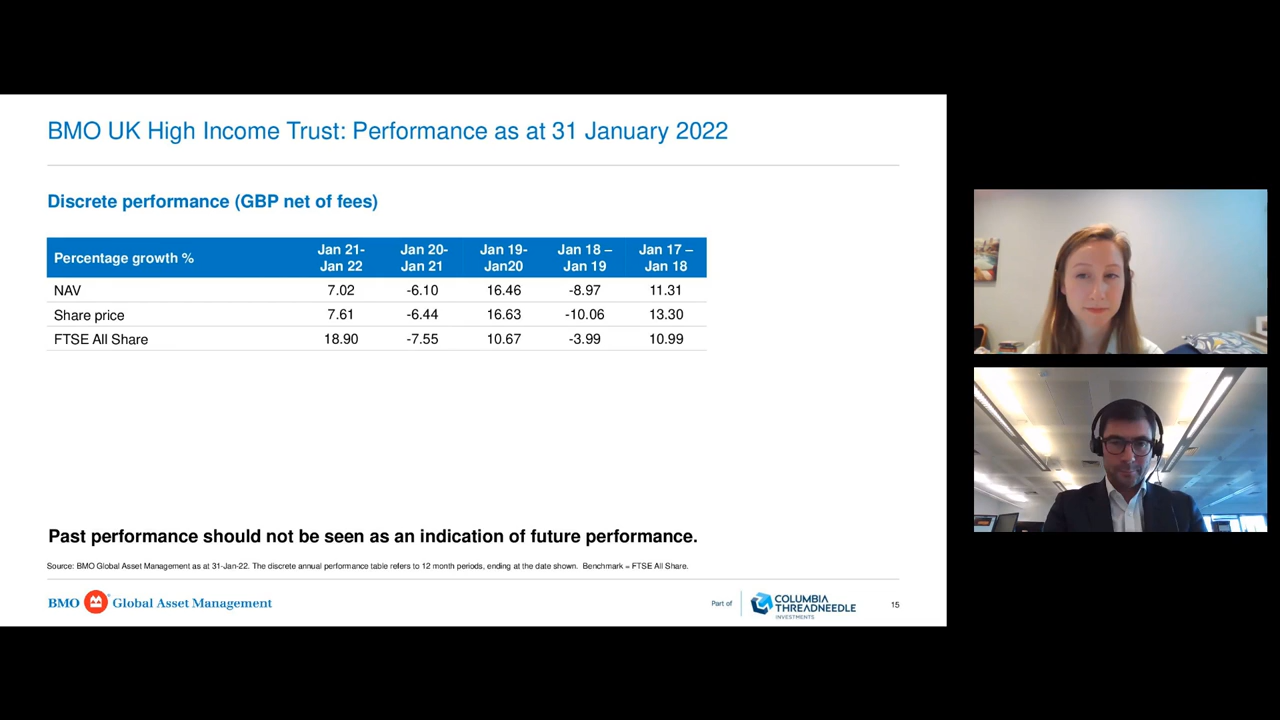 BMO UK High Income Trust: Performance as at 31 January 2022
Discrete performance (GBP net of fees)
Percentage growth % Jan 21- Jan 22 Jan 20- Jan 21 Jan 19- Jan20 Jan 18 – Jan 19 Jan 17 – Jan 18
NAV 7.02 -6.10 16.46 -8.97 11.31
Share price 7.61 -6.44 16.63 -10.06 13.30
FTSE All Share 18.90 -7.55 10.67 -3.99 10.99
Past performance should not be seen as an indication of future performance.
Source: BMO Global Asset Management as at 31-Jan-22. The discrete annual performance table refers to 12 month periods, ending at the date shown. Benchmark = FTSE All Share.
BMO Global Asset Management
Part of
COLUMBIA
THREADNEEDLE
INVESTMENTS
15